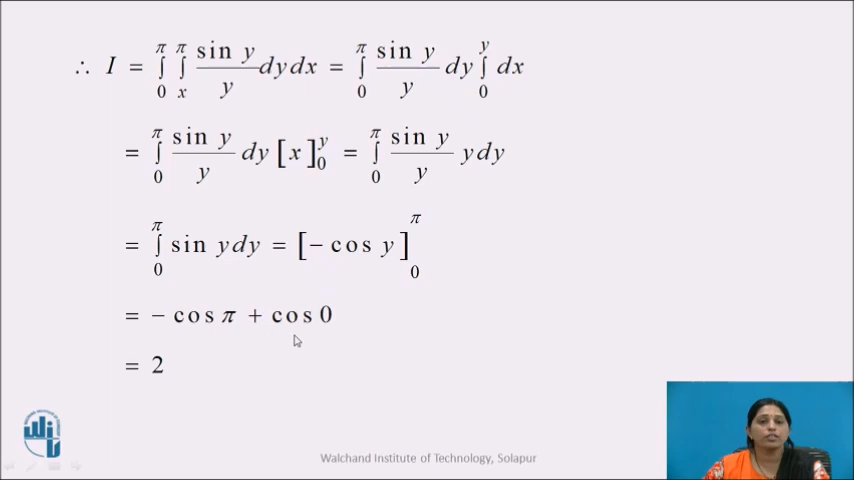 ∴ I = ∫₀^π ∫ₓ^π (sin y / y) dy dx = ∫₀^π (sin y / y) dy ∫₀^y dx
= ∫₀^π (sin y / y) dy [x]₀^y = ∫₀^π (sin y / y) y dy
= ∫₀^π sin y dy = [− cos y]₀^π
= − cos π + cos 0
= 2
WIT
Walchand Institute of Technology, Solapur